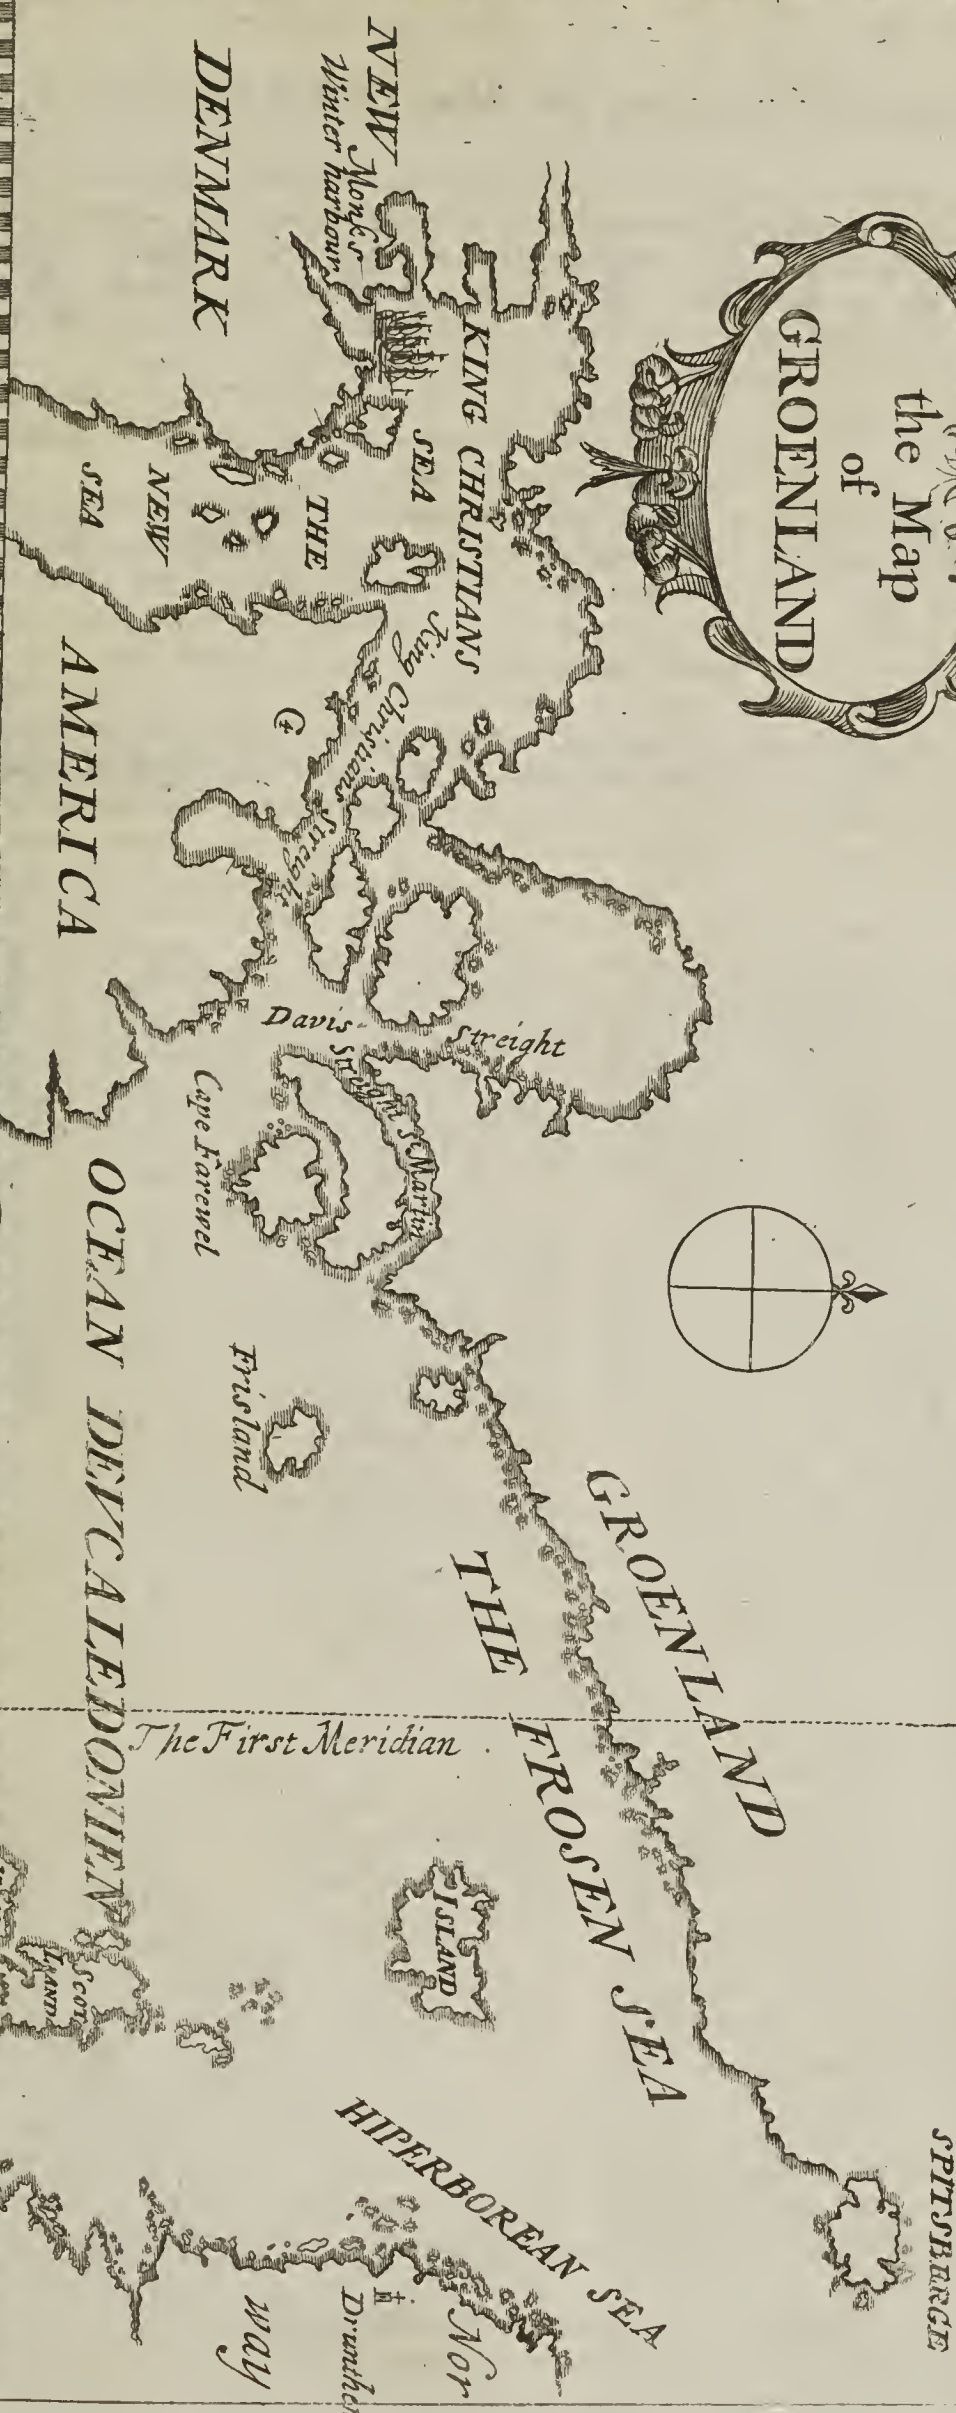 the Map
of
GROENLAND
NEW
DENMARK
Monks
Winter harbour
KING CHRISTIANS
SEA
THE
NEW
SEA
King Christians
Streight
AMERICA
Davis
Streight
Streight S. Martin
Cape Farewel
Frisland
OCEAN DEVCALEDONIEN
GROENLAND
THE FROSEN SEA
The First Meridian
ISLAND
SCOT
LAND
HIPERBOREAN SEA
SPITSBERGE
Nor
way
Drunthe